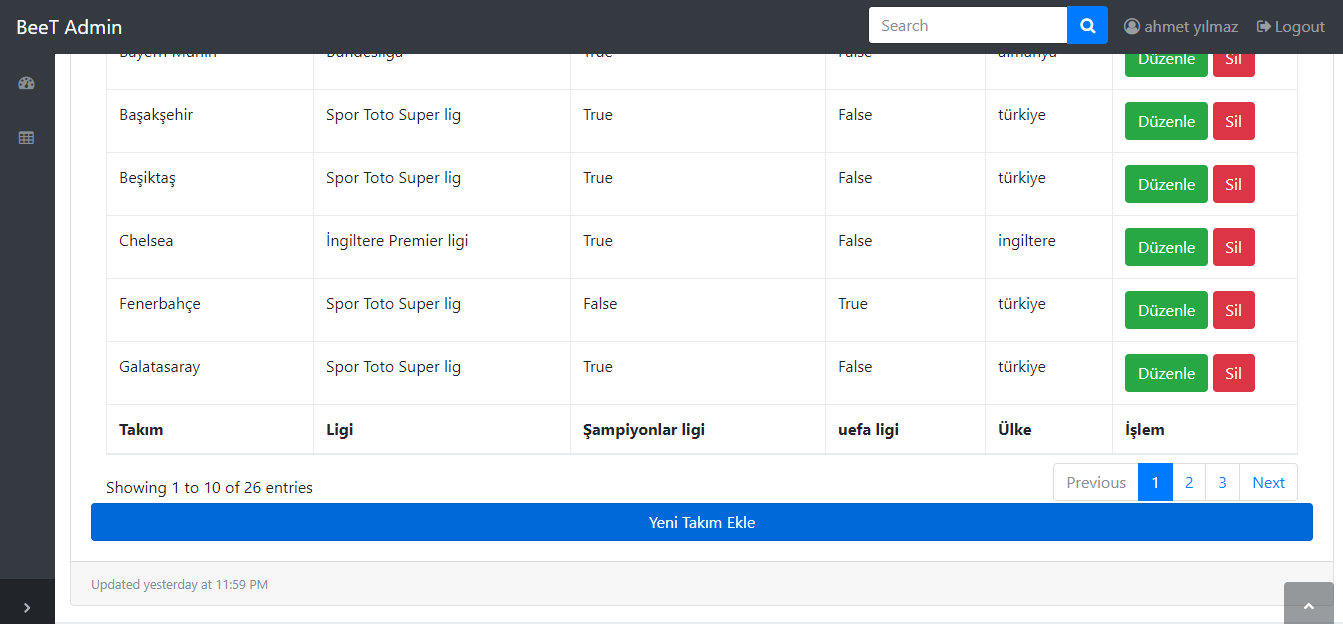 BeeT Admin
Search
ahmet yılmaz
Logout
Bayern Münih Bundesliga True False almanya Düzenle Sil
Başakşehir Spor Toto Super lig True False türkiye Düzenle Sil
Beşiktaş Spor Toto Super lig True False türkiye Düzenle Sil
Chelsea İngiltere Premier ligi True False ingiltere Düzenle Sil
Fenerbahçe Spor Toto Super lig False True türkiye Düzenle Sil
Galatasaray Spor Toto Super lig True False türkiye Düzenle Sil
Takım Ligi Şampiyonlar ligi uefa ligi Ülke İşlem
Showing 1 to 10 of 26 entries
Previous 1 2 3 Next
Yeni Takım Ekle
Updated yesterday at 11:59 PM